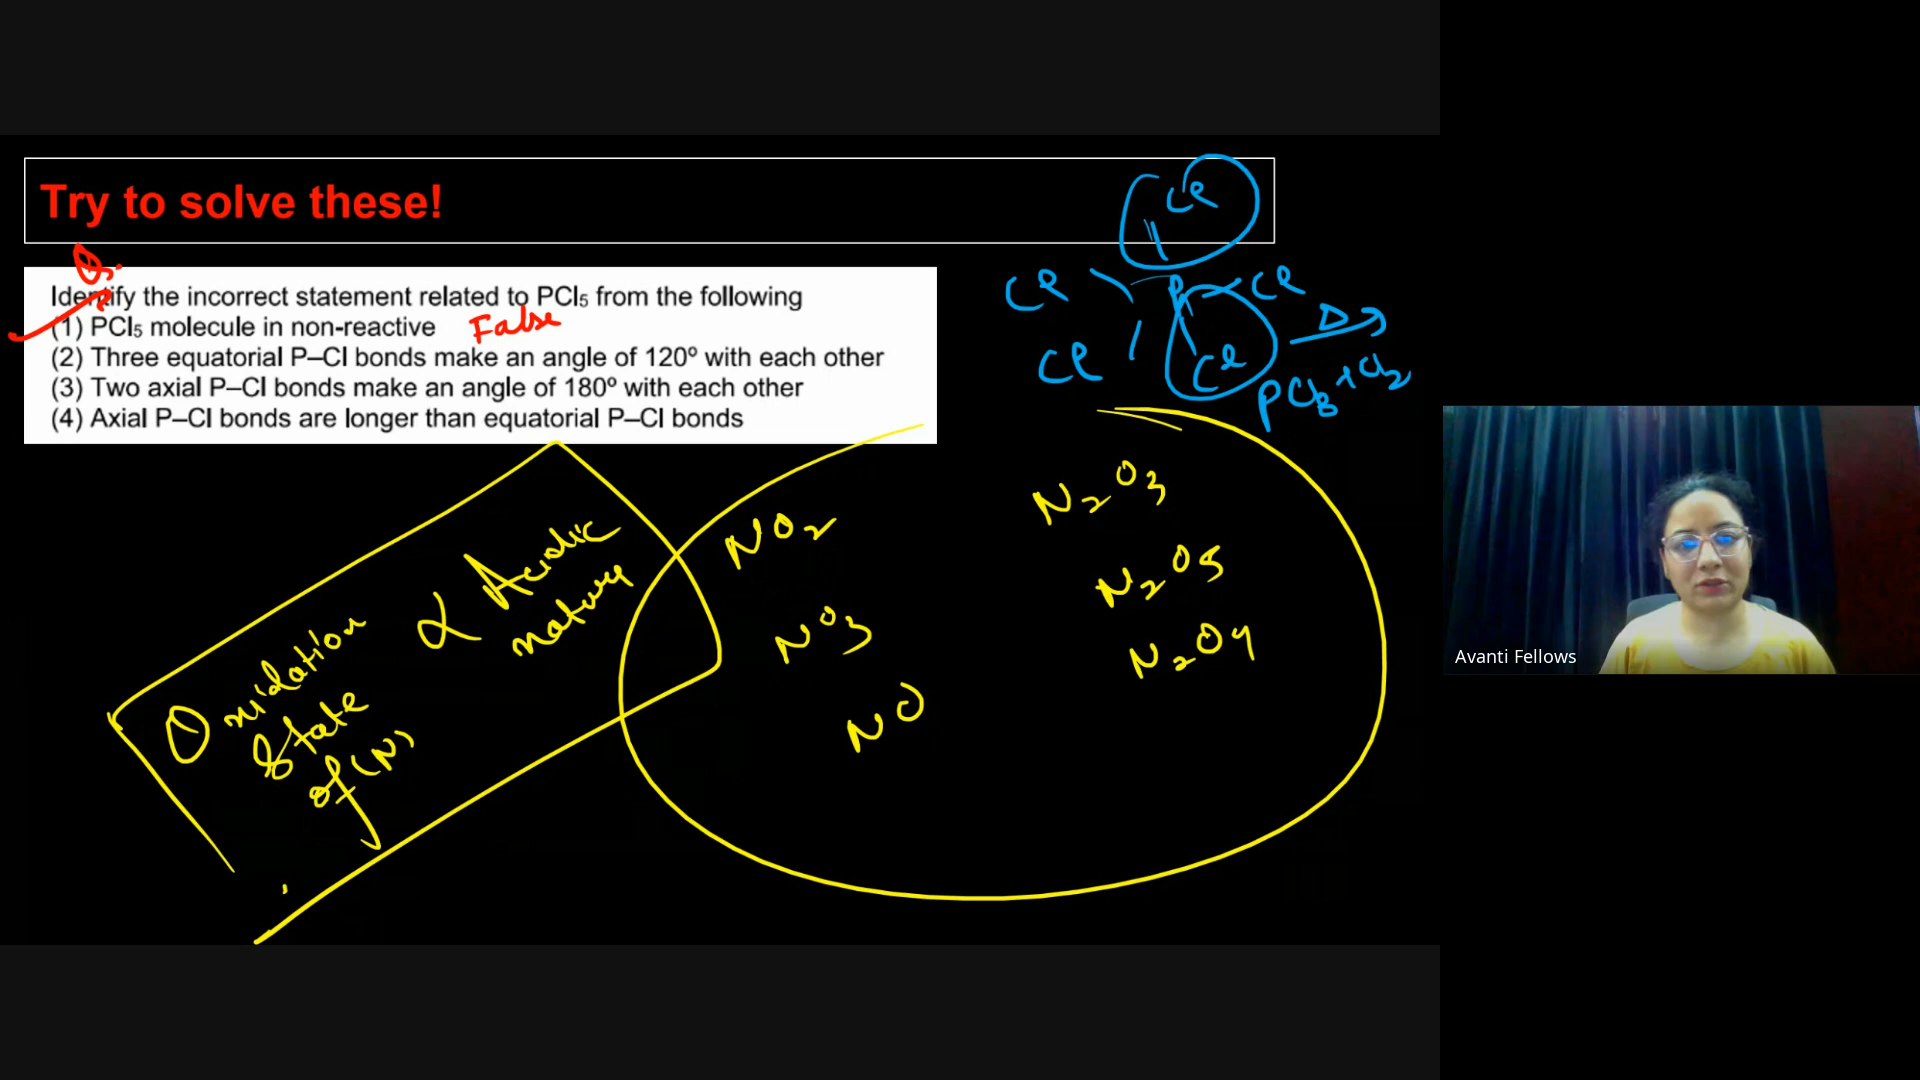 Try to solve these!
Q.
Identify the incorrect statement related to PCl₅ from the following
(1) PCl₅ molecule in non-reactive False
(2) Three equatorial P–Cl bonds make an angle of 120º with each other
(3) Two axial P–Cl bonds make an angle of 180º with each other
(4) Axial P–Cl bonds are longer than equatorial P–Cl bonds
Cl
Cl P Cl
Cl Cl
Δ
PCl₃ + Cl₂
Oxidation
State
of (N)
∝ Acidic
nature
NO₂
NO₃
NO
N₂O₃
N₂O₅
N₂O₄
Avanti Fellows